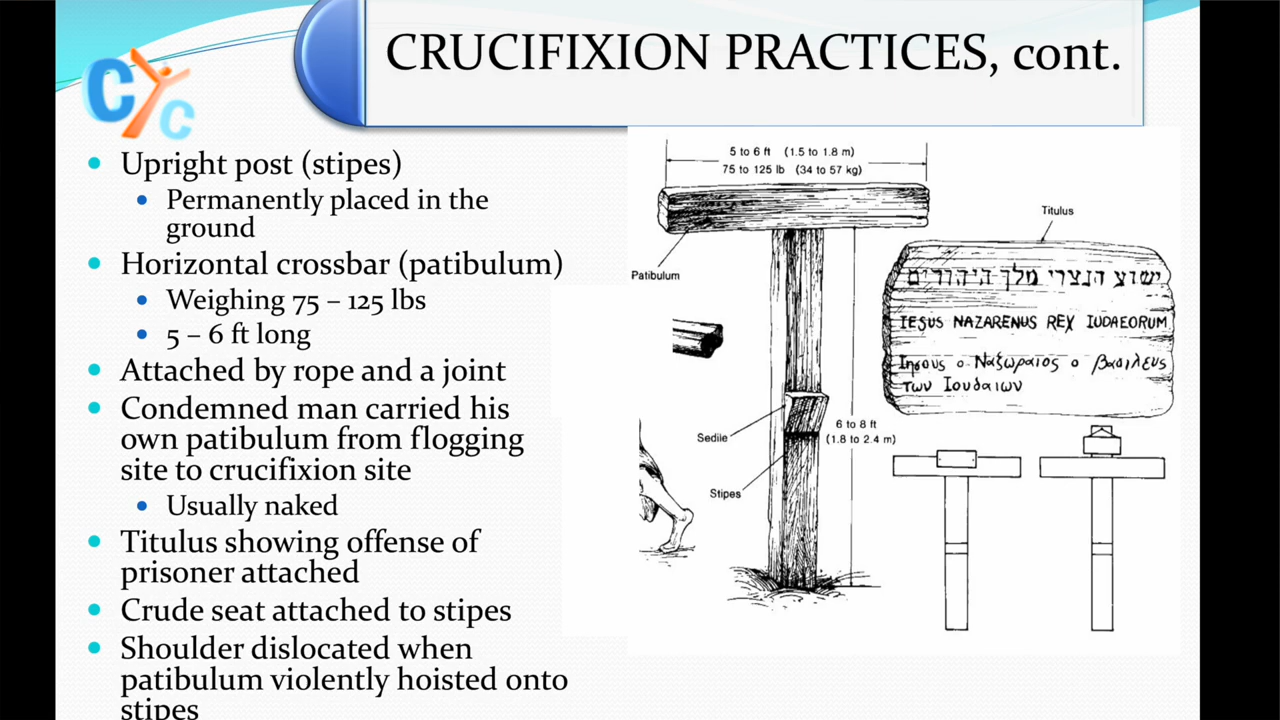 CRUCIFIXION PRACTICES, cont.
CYC
• Upright post (stipes)
• Permanently placed in the
ground
• Horizontal crossbar (patibulum)
• Weighing 75 – 125 lbs
• 5 – 6 ft long
• Attached by rope and a joint
• Condemned man carried his
own patibulum from flogging
site to crucifixion site
• Usually naked
• Titulus showing offense of
prisoner attached
• Crude seat attached to stipes
• Shoulder dislocated when
patibulum violently hoisted onto
stipes
5 to 6 ft (1.5 to 1.8 m)
75 to 125 lb (34 to 57 kg)
Patibulum
Titulus
ישוע הנצרי מלך היהודים
IESUS NAZARENUS REX IUDAEORUM
Ιησους ο Ναζωραιος ο βασιλευς
των Ιουδαιων
Sedile
6 to 8 ft
(1.8 to 2.4 m)
Stipes